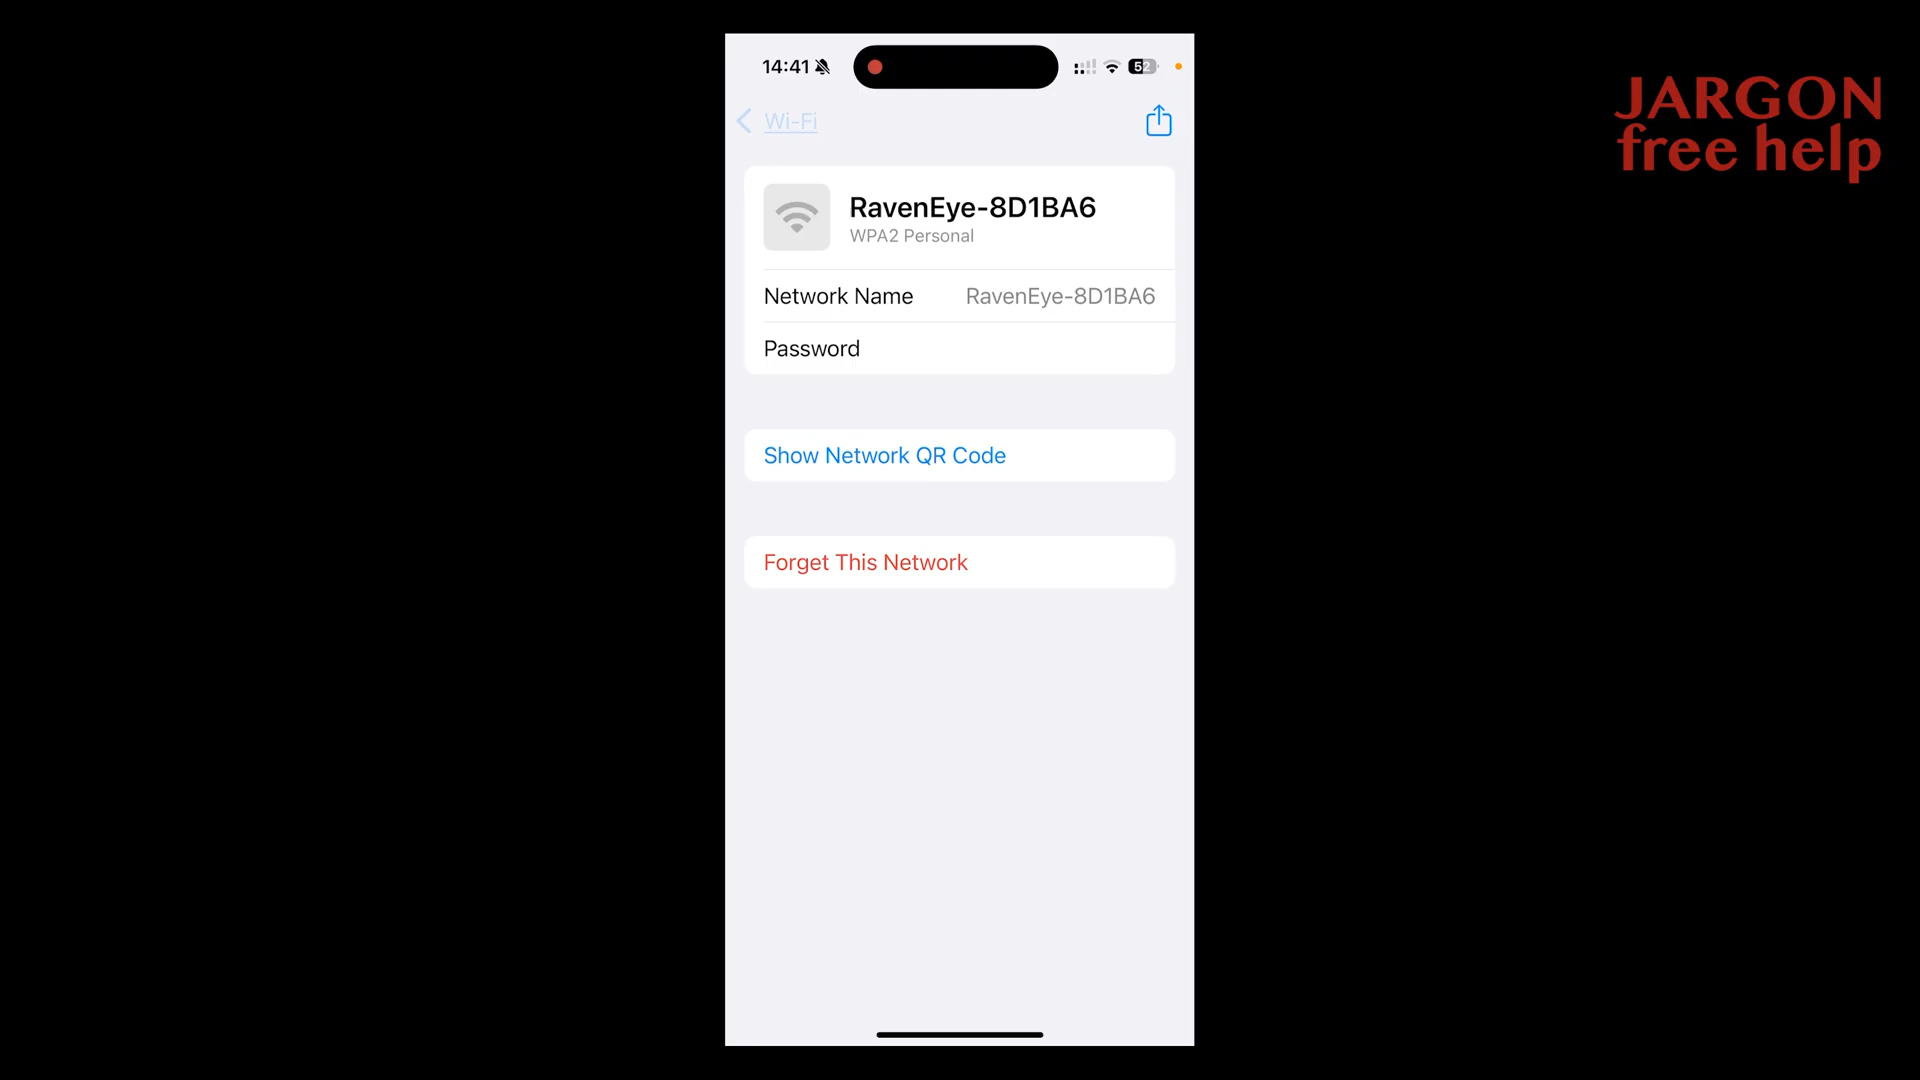 14:41
52
Wi-Fi
JARGON
free help
RavenEye-8D1BA6
WPA2 Personal
Network Name RavenEye-8D1BA6
Password
Show Network QR Code
Forget This Network